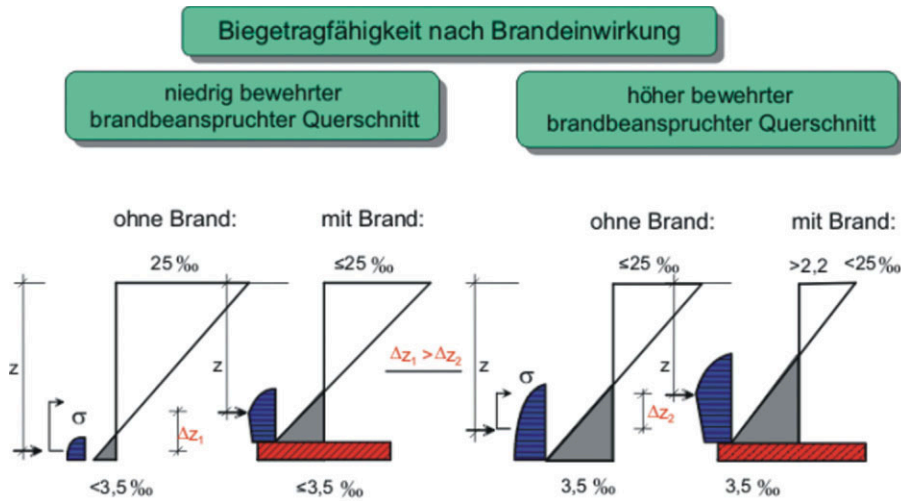 Biegetragfähigkeit nach Brandeinwirkung
niedrig bewehrter
brandbeanspruchter Querschnitt
höher bewehrter
brandbeanspruchter Querschnitt
ohne Brand:
mit Brand:
ohne Brand:
mit Brand:
25 ‰
≤25 ‰
≤25 ‰
>2,2
<25 ‰
z
z
z
z
Δz₁ > Δz₂
σ
σ
Δz₁
Δz₂
<3,5 ‰
≤3,5 ‰
3,5 ‰
3,5 ‰